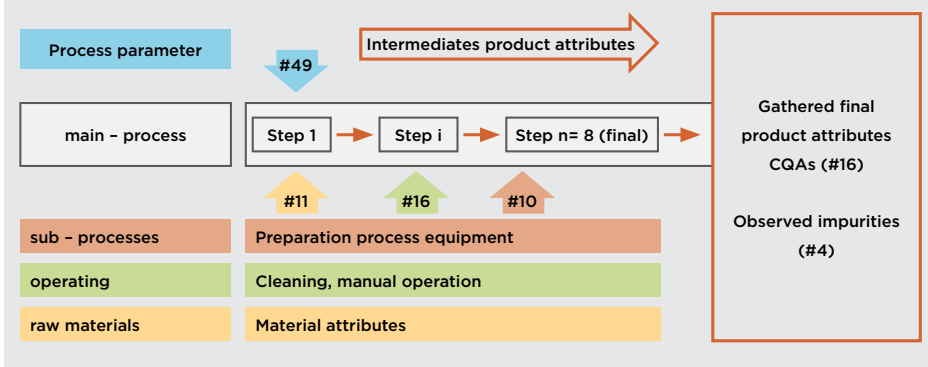 Process parameter
#49
Intermediates product attributes
main – process
Step 1
Step i
Step n= 8 (final)
Gathered final
product attributes
CQAs (#16)
Observed impurities
(#4)
#11
#16
#10
sub – processes
Preparation process equipment
operating
Cleaning, manual operation
raw materials
Material attributes